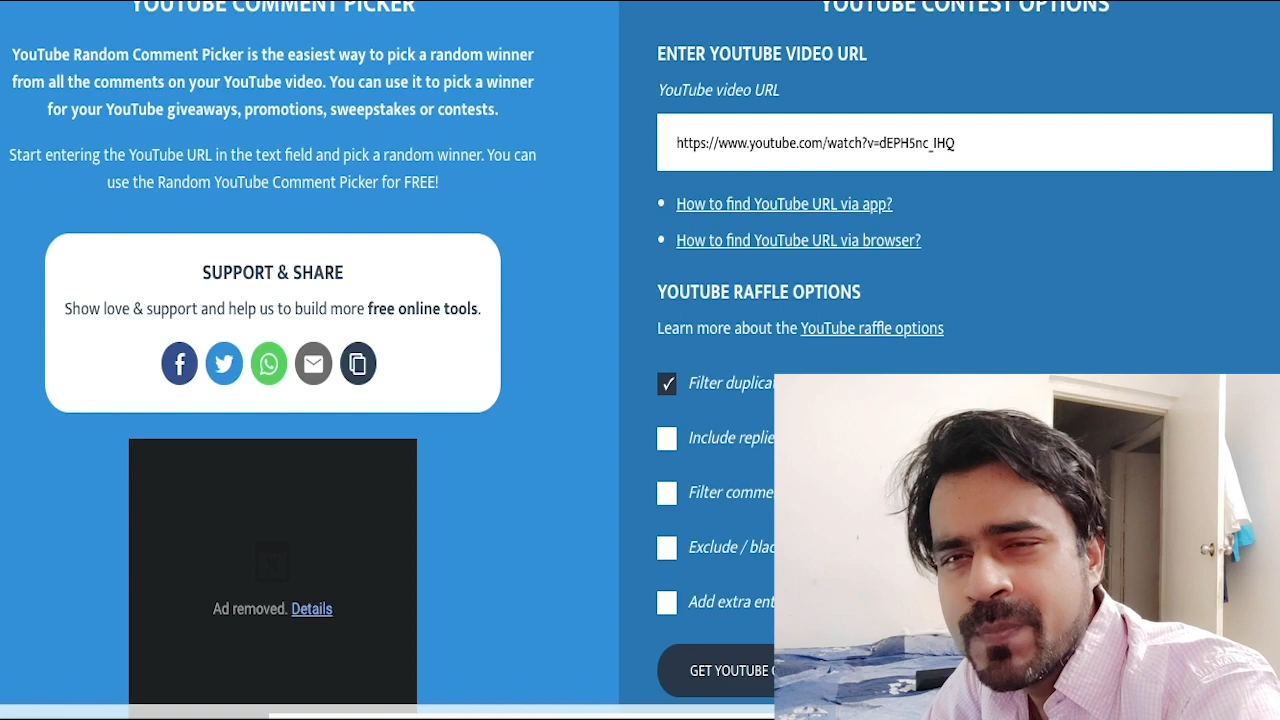 YOUTUBE COMMENT PICKER
YouTube Random Comment Picker is the easiest way to pick a random winner
from all the comments on your YouTube video. You can use it to pick a winner
for your YouTube giveaways, promotions, sweepstakes or contests.
Start entering the YouTube URL in the text field and pick a random winner. You can
use the Random YouTube Comment Picker for FREE!
SUPPORT & SHARE
Show love & support and help us to build more free online tools.
Ad removed. Details
YOUTUBE CONTEST OPTIONS
ENTER YOUTUBE VIDEO URL
YouTube video URL
https://www.youtube.com/watch?v=dEPH5nc_IHQ
How to find YouTube URL via app?
How to find YouTube URL via browser?
YOUTUBE RAFFLE OPTIONS
Learn more about the YouTube raffle options
Filter
Include
Filter
Exclude /
Add extra
GET YOUTUBE